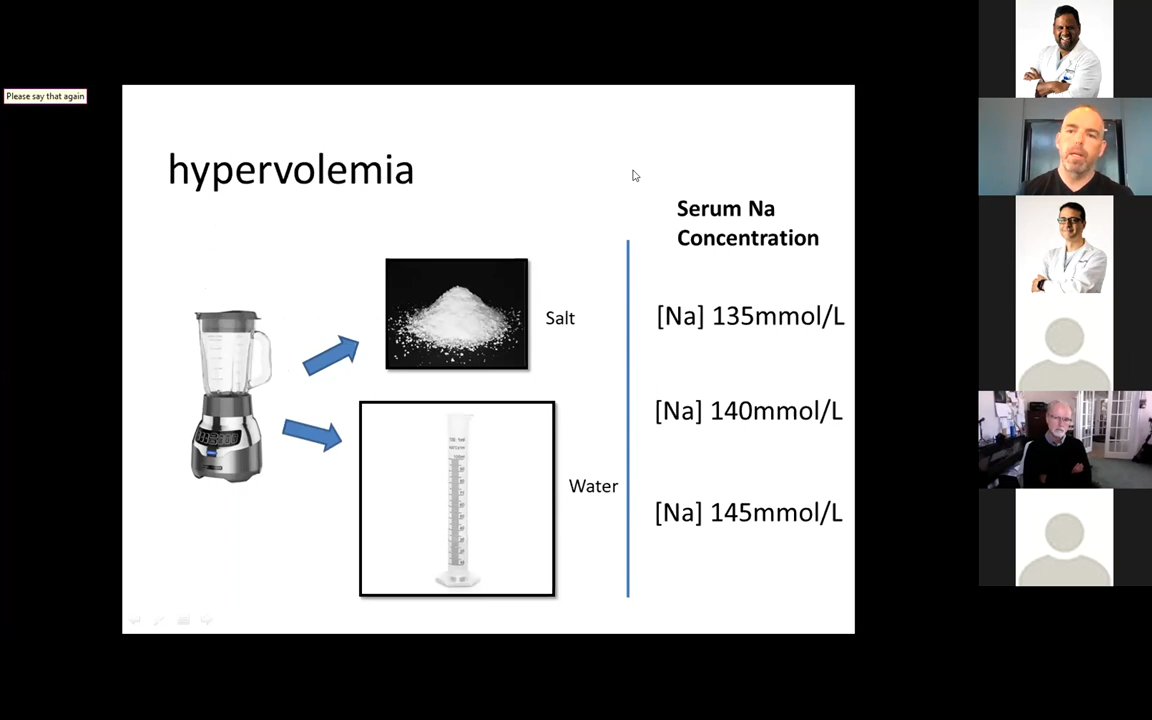 Please say that again
hypervolemia
Serum Na
Concentration
Salt
[Na] 135mmol/L
[Na] 140mmol/L
Water
[Na] 145mmol/L